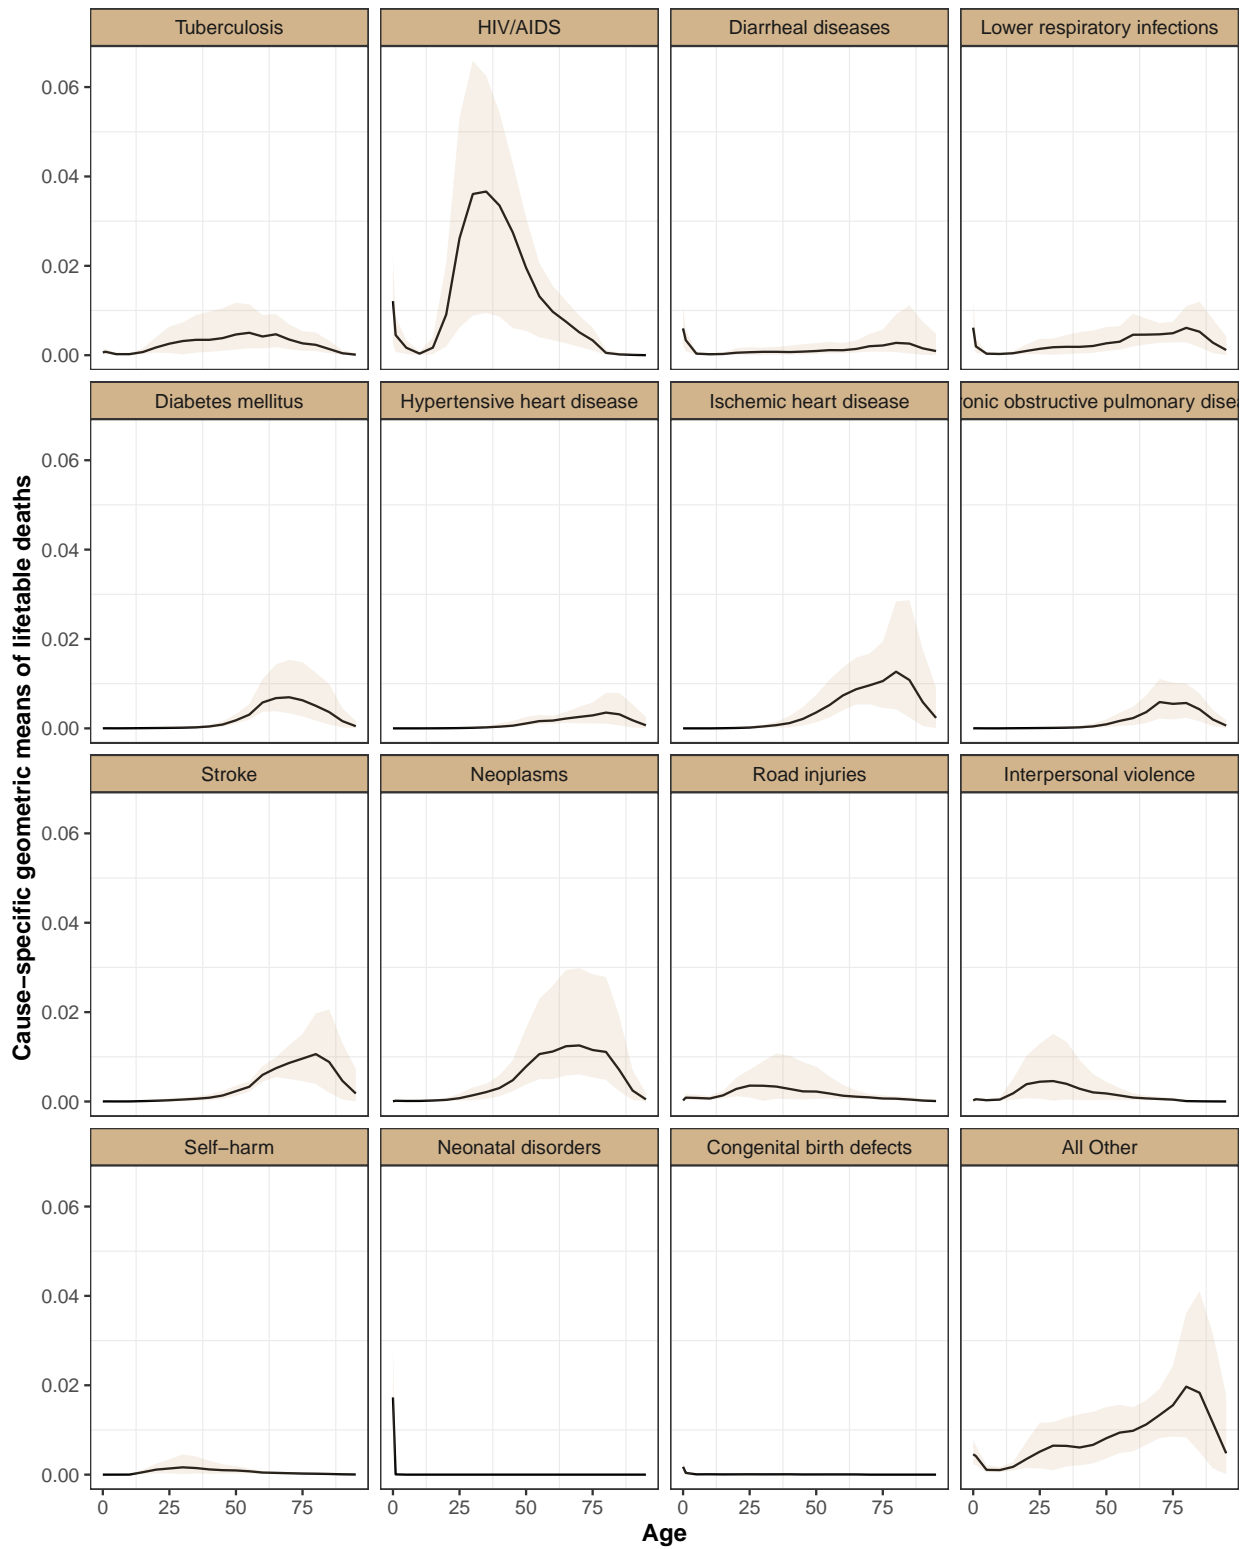 Tuberculosis HIV/AIDS Diarrheal diseases Lower respiratory infections
0.06
0.04
0.02
0.00
Diabetes mellitus Hypertensive heart disease Ischemic heart disease ronic obstructive pulmonary disea
0.06
0.04
0.02
0.00
Stroke Neoplasms Road injuries Interpersonal violence
0.06
0.04
0.02
0.00
Self−harm Neonatal disorders Congenital birth defects All Other
0.06
0.04
0.02
0.00
0 25 50 75 0 25 50 75 0 25 50 75 0 25 50 75
Age
Cause−specific geometric means of lifetable deaths